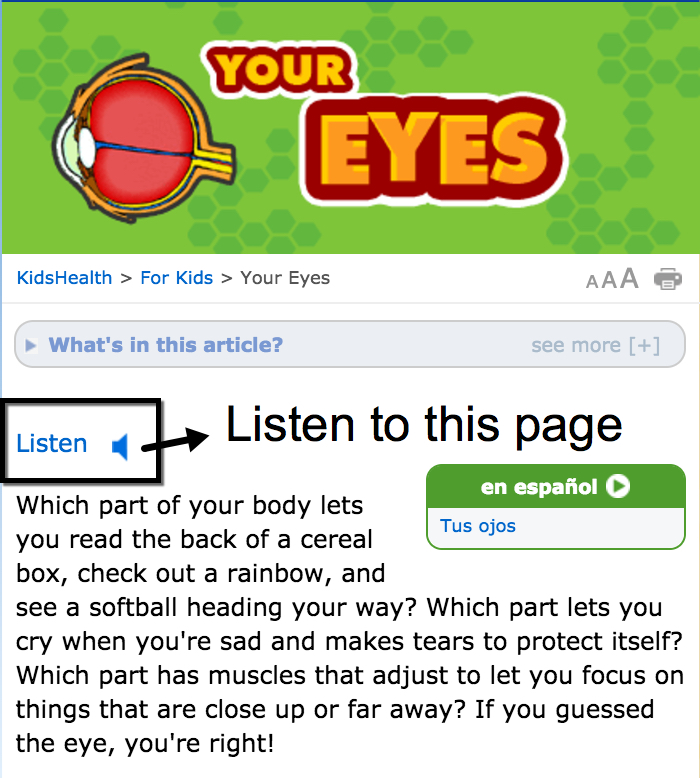 YOUR
EYES
KidsHealth > For Kids > Your Eyes
A A A
What's in this article?
see more [+]
Listen
Listen to this page
en español
Tus ojos
Which part of your body lets
you read the back of a cereal
box, check out a rainbow, and
see a softball heading your way? Which part lets you
cry when you're sad and makes tears to protect itself?
Which part has muscles that adjust to let you focus on
things that are close up or far away? If you guessed
the eye, you're right!